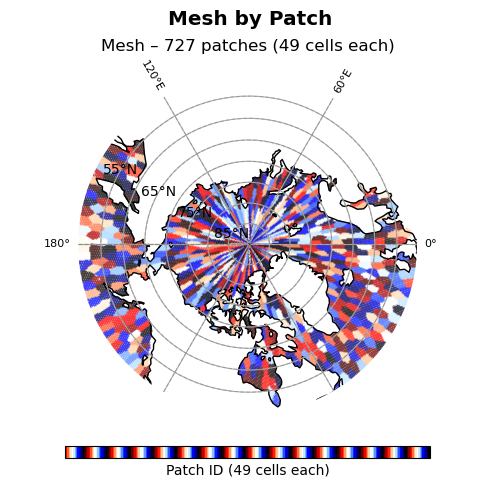 Mesh by Patch
Mesh – 727 patches (49 cells each)
120°E
60°E
55°N
65°N
75°N
85°N
180°
0°
Patch ID (49 cells each)